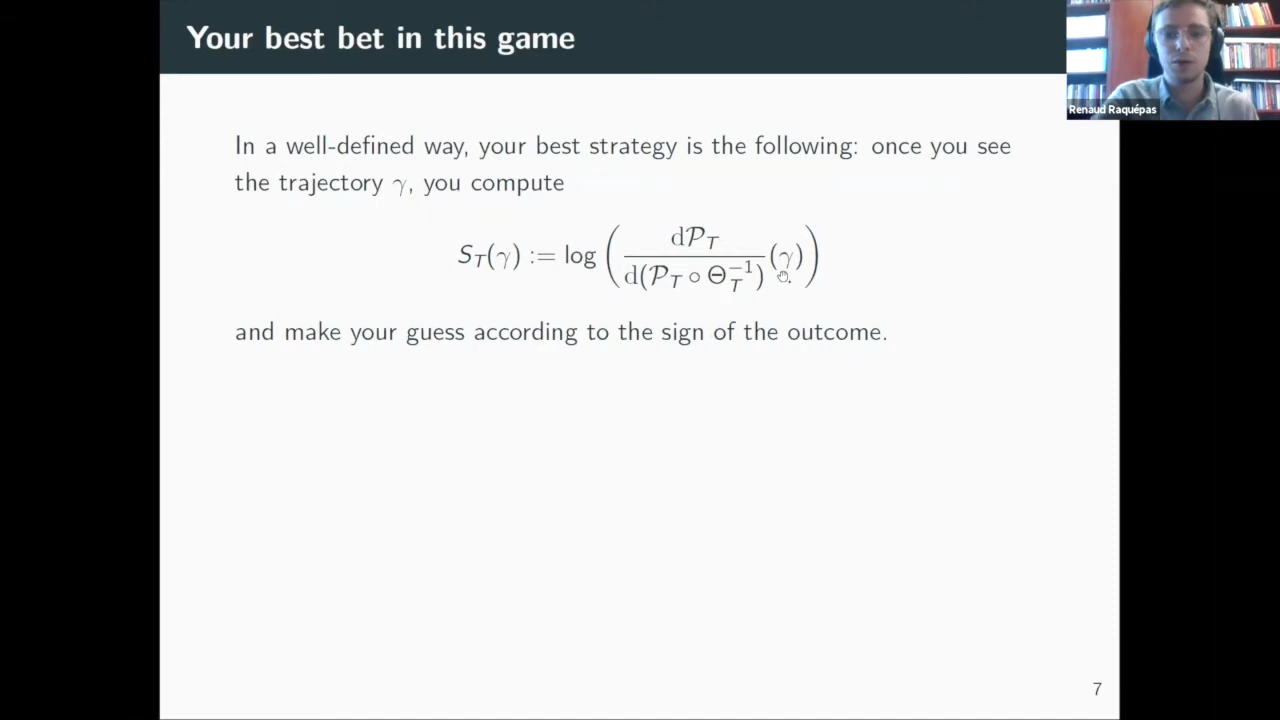 Your best bet in this game
Renaud Raquépas
In a well-defined way, your best strategy is the following: once you see
the trajectory γ, you compute
S_T(γ) := log ( d𝒫_T / d(𝒫_T ∘ Θ_T^{-1}) (γ) )
and make your guess according to the sign of the outcome.
7